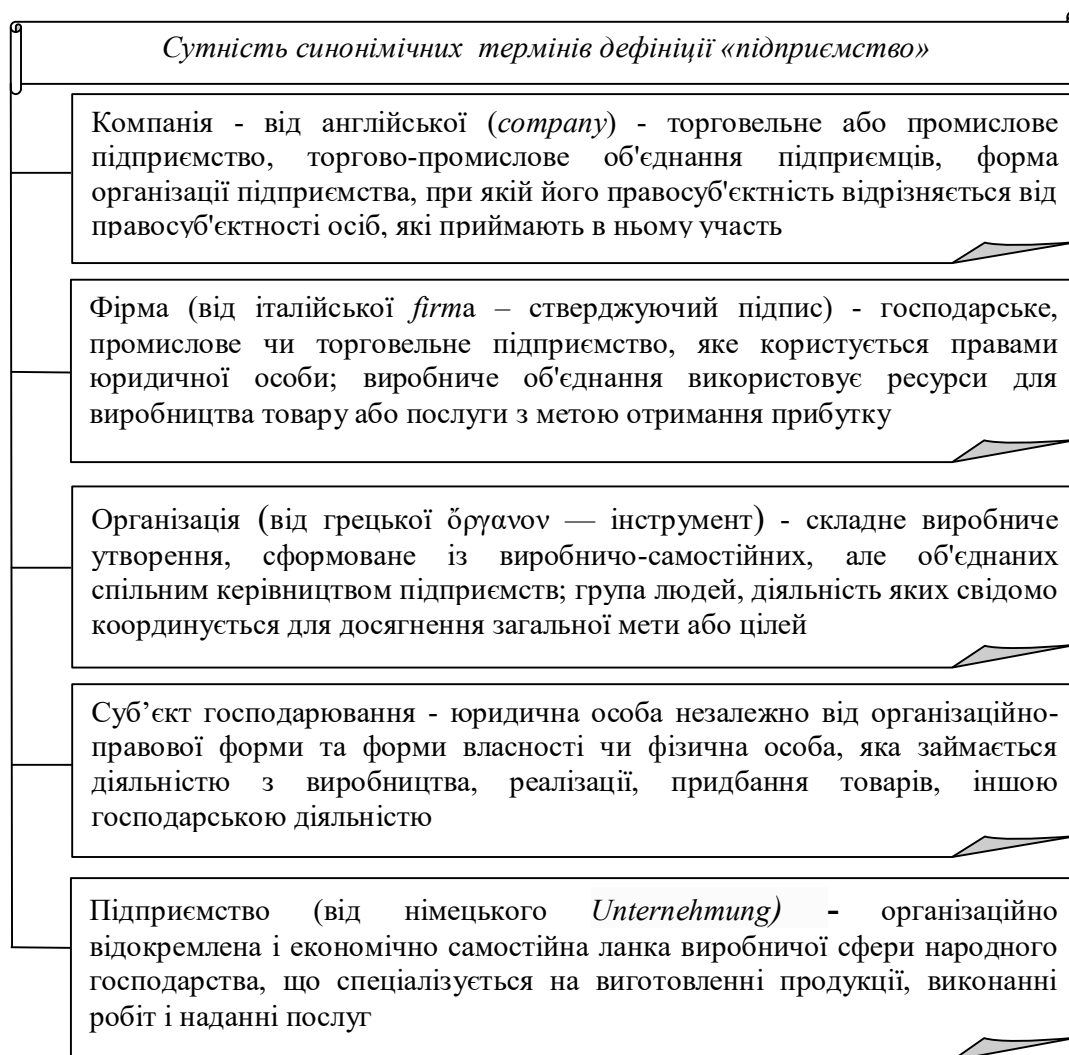 Сутність синонімічних термінів дефініції «підприємство»
Компанія - від англійської (company) - торговельне або промислове
підприємство, торгово-промислове об'єднання підприємців, форма
організації підприємства, при якій його правосуб'єктність відрізняється від
правосуб'єктності осіб, які приймають в ньому участь
Фірма (від італійської firma – стверджуючий підпис) - господарське,
промислове чи торговельне підприємство, яке користується правами
юридичної особи; виробниче об'єднання використовує ресурси для
виробництва товару або послуги з метою отримання прибутку
Організація (від грецької ὄργανον — інструмент) - складне виробниче
утворення, сформоване із виробничо-самостійних, але об'єднаних
спільним керівництвом підприємств; група людей, діяльність яких свідомо
координується для досягнення загальної мети або цілей
Суб’єкт господарювання - юридична особа незалежно від організаційно-
правової форми та форми власності чи фізична особа, яка займається
діяльністю з виробництва, реалізації, придбання товарів, іншою
господарською діяльністю
Підприємство (від німецького Unternehmung) - організаційно
відокремлена і економічно самостійна ланка виробничої сфери народного
господарства, що спеціалізується на виготовленні продукції, виконанні
робіт і наданні послуг